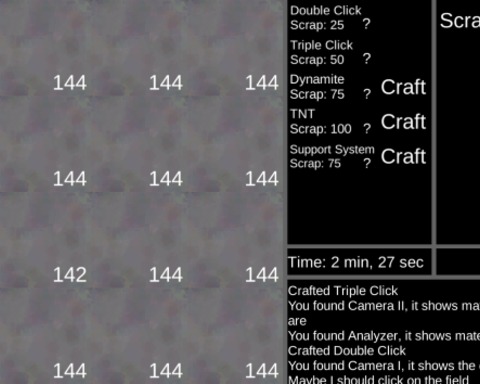 144 144 144
144 144 144
142 144 144
144 144 144
Double Click
Scrap: 25 ?
Triple Click
Scrap: 50 ?
Dynamite
Scrap: 75 ? Craft
TNT
Scrap: 100 ? Craft
Support System
Scrap: 75 ? Craft
Scra
Time: 2 min, 27 sec
Crafted Triple Click
You found Camera II, it shows ma
are
You found Analyzer, it shows mate
Crafted Double Click
You found Camera I, it shows the
Maybe I should click on the field